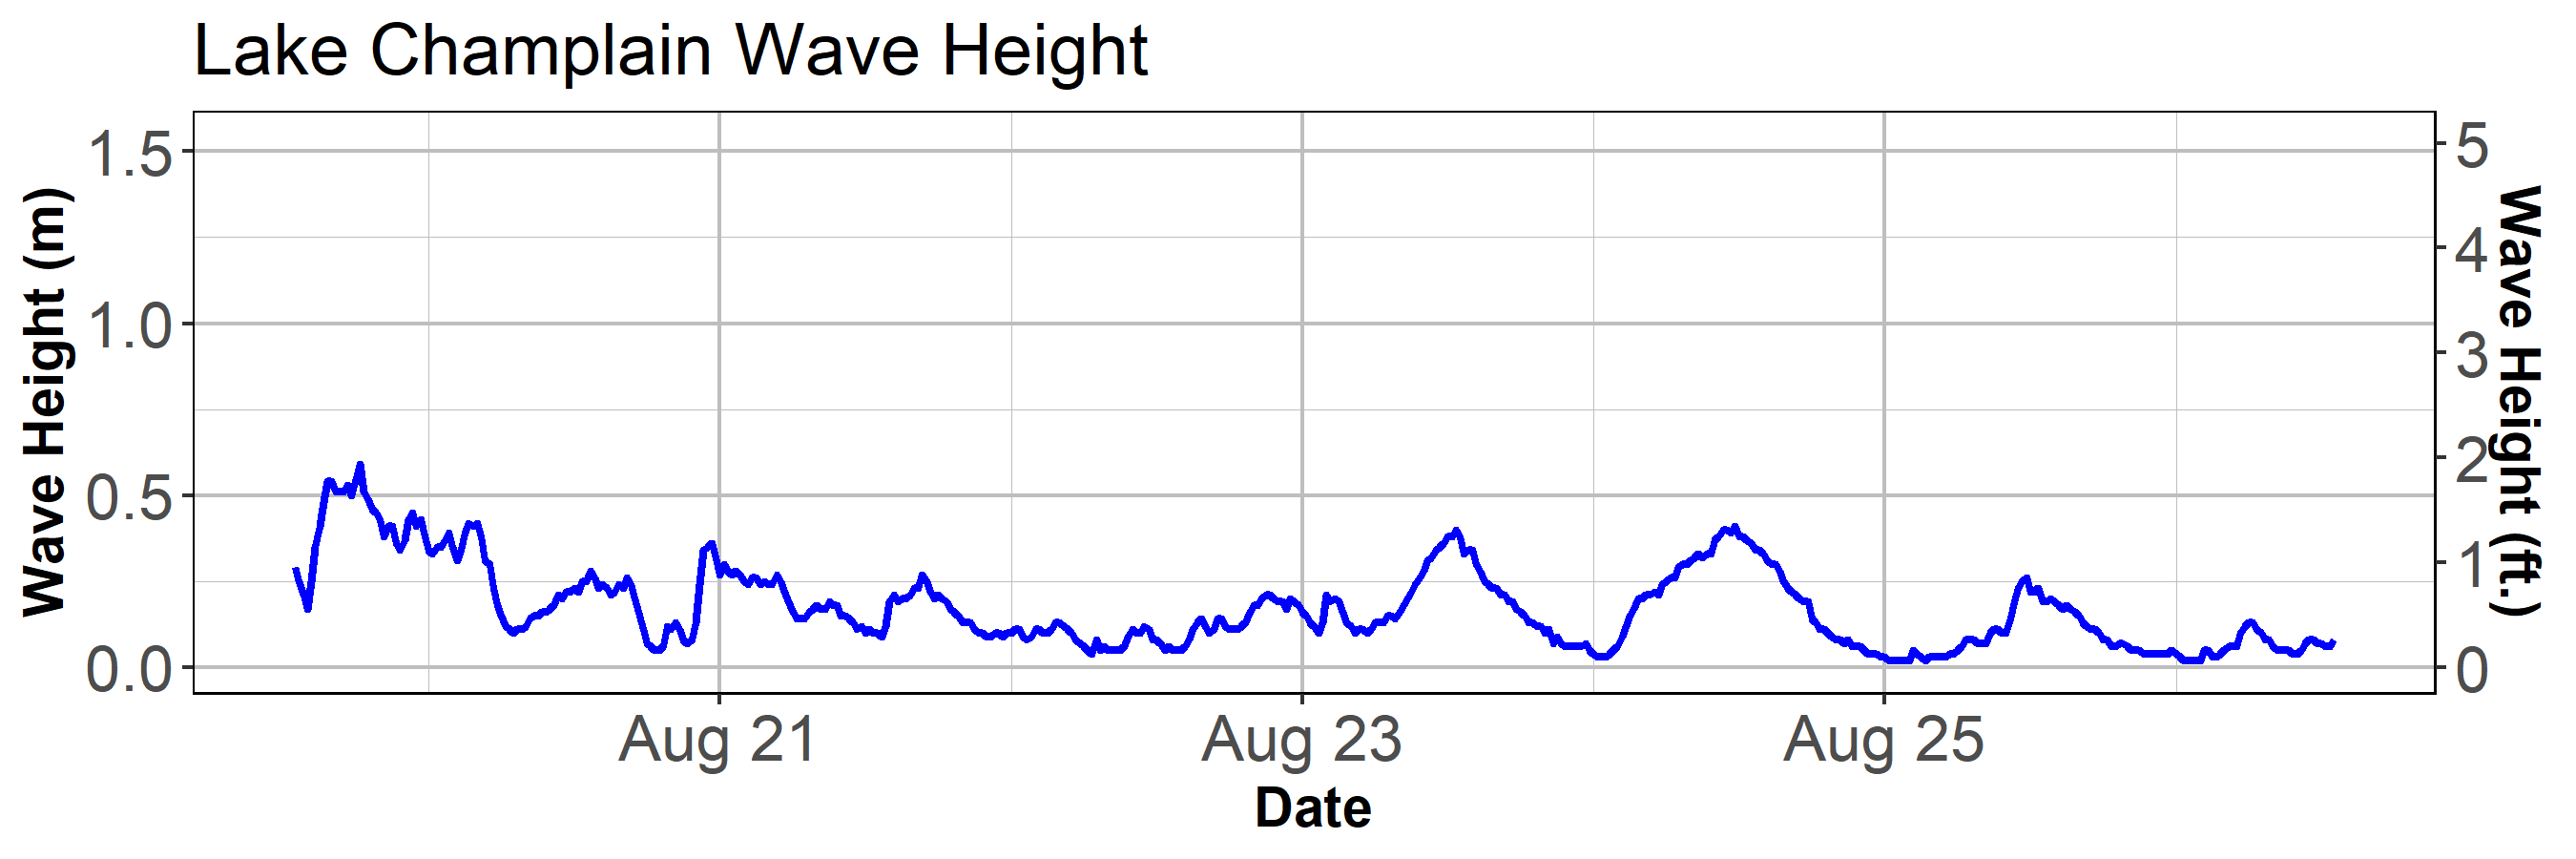 Lake Champlain Wave Height
Wave Height (m)
1.5
1.0
0.5
0.0
5
4
3
2
1
0
Wave Height (ft.)
Aug 21
Aug 23
Aug 25
Date